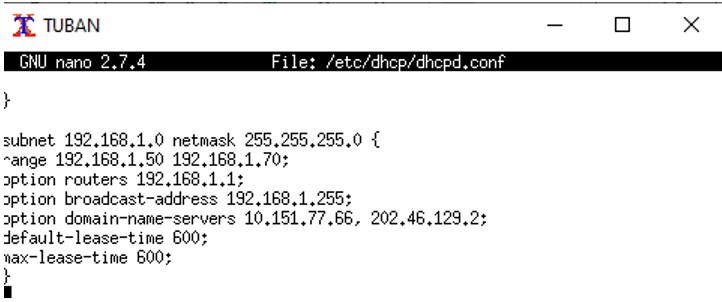 TUBAN
GNU nano 2.7.4 File: /etc/dhcp/dhcpd.conf
}
subnet 192.168.1.0 netmask 255.255.255.0 {
range 192.168.1.50 192.168.1.70;
option routers 192.168.1.1;
option broadcast-address 192.168.1.255;
option domain-name-servers 10.151.77.66, 202.46.129.2;
default-lease-time 600;
max-lease-time 600;
}